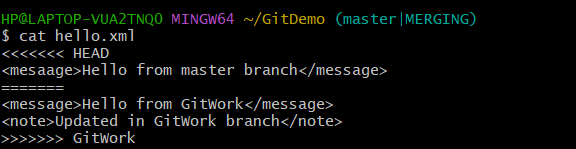 HP@LAPTOP-VUA2TNQO MINGW64 ~/GitDemo (master|MERGING)
$ cat hello.xml
<<<<<<< HEAD
<mesaage>Hello from master branch</message>
=======
<message>Hello from GitWork</message>
<note>Updated in GitWork branch</note>
>>>>>>> GitWork